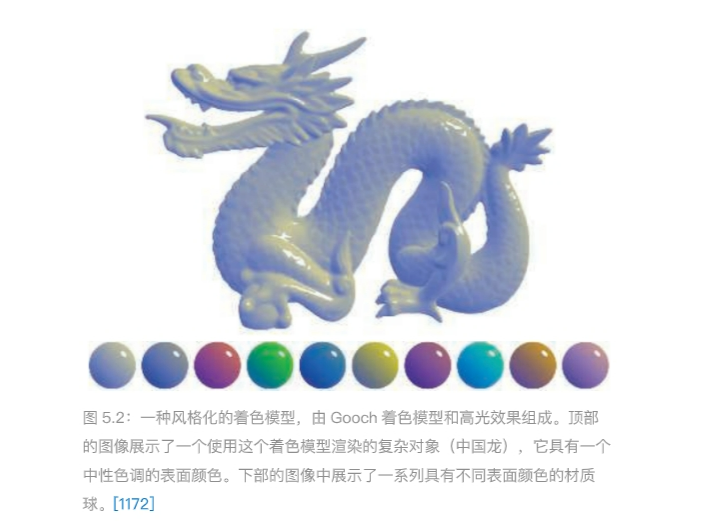 图 5.2：一种风格化的着色模型，由 Gooch 着色模型和高光效果组成。顶部
的图像展示了一个使用这个着色模型渲染的复杂对象（中国龙），它具有一个
中性色调的表面颜色。下部的图像中展示了一系列具有不同表面颜色的材质
球。[1172]